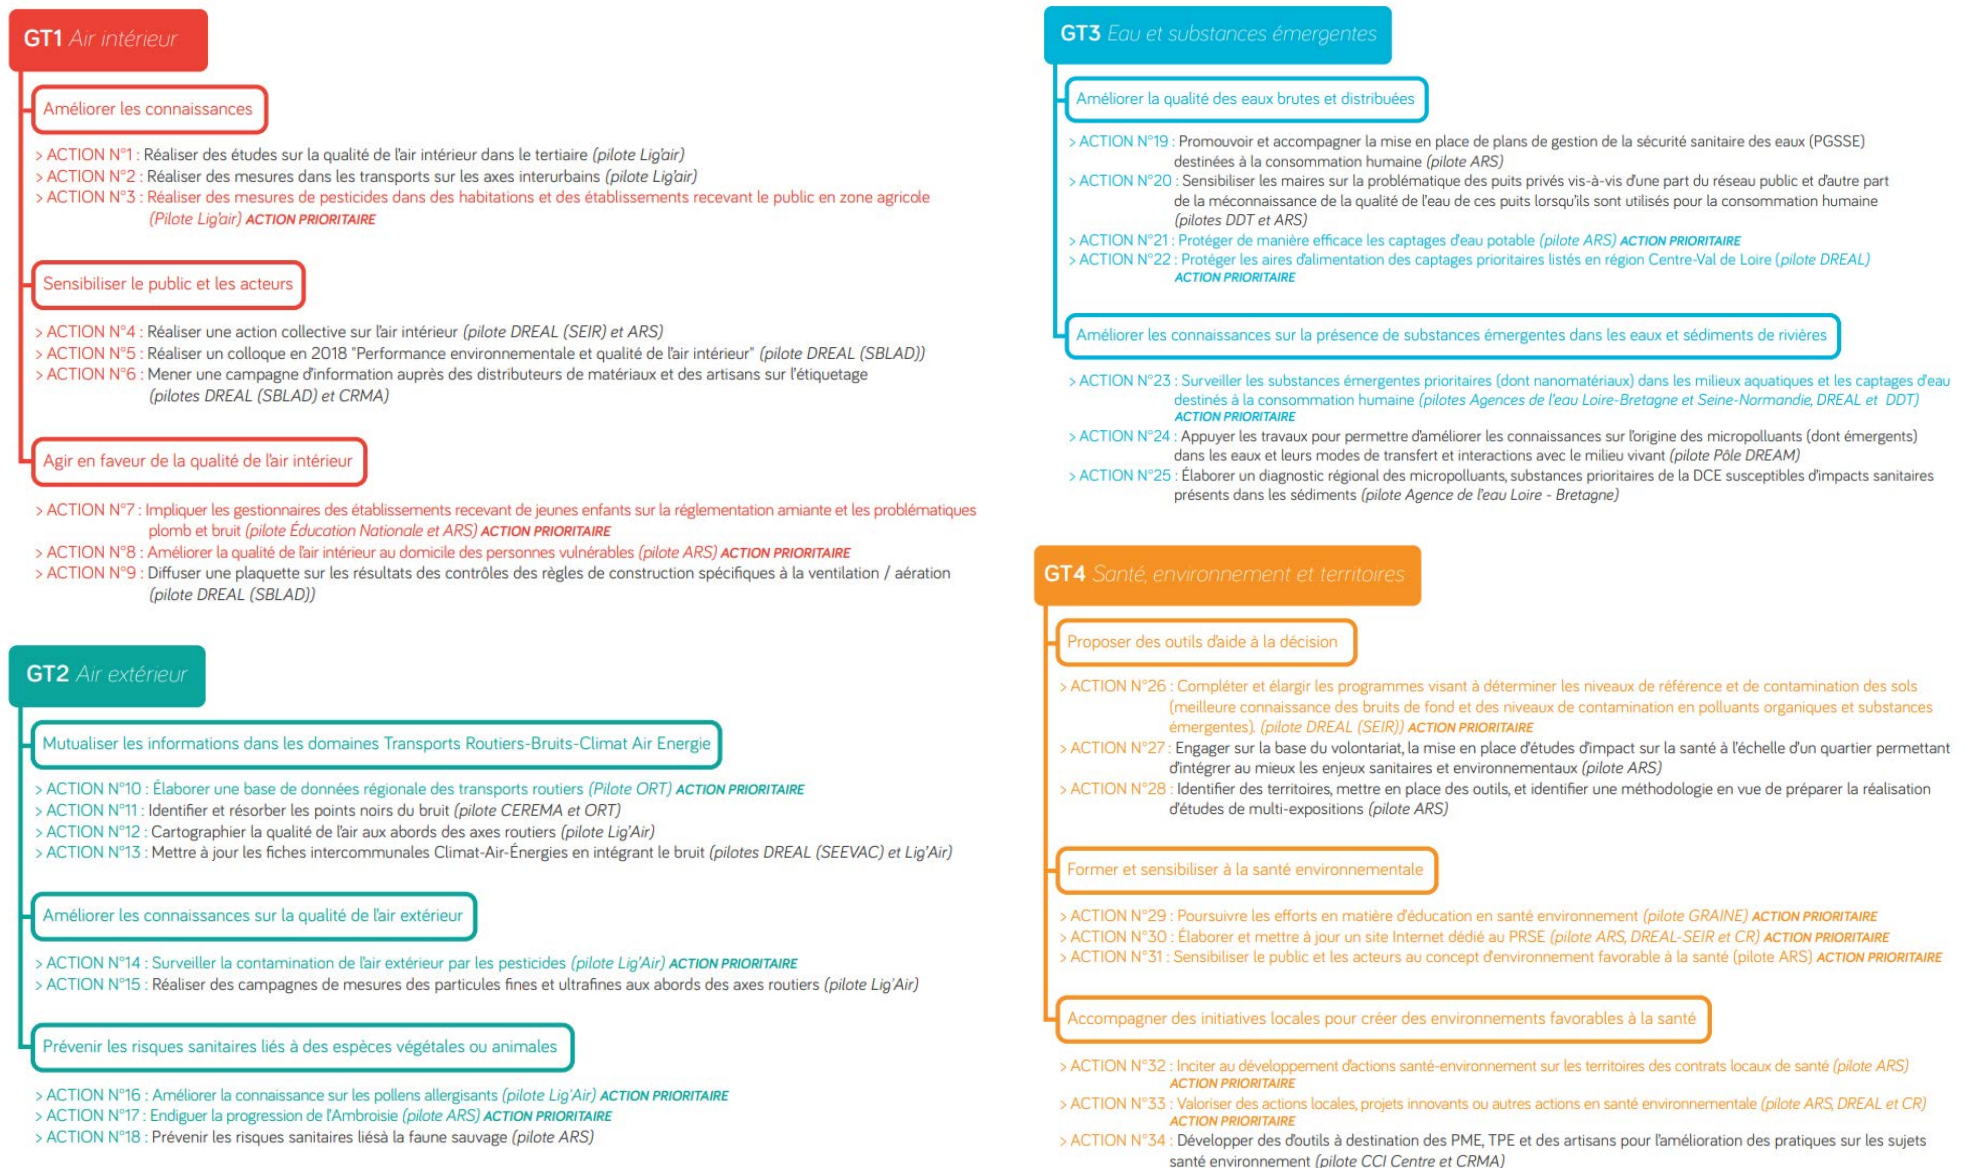 GT1 Air intérieur
Améliorer les connaissances
> ACTION N°1 : Réaliser des études sur la qualité de l'air intérieur dans le tertiaire (pilote Lig'air)
> ACTION N°2 : Réaliser des mesures dans les transports sur les axes interurbains (pilote Lig'air)
> ACTION N°3 : Réaliser des mesures de pesticides dans des habitations et des établissements recevant le public en zone agricole
(Pilote Lig'air) ACTION PRIORITAIRE
Sensibiliser le public et les acteurs
> ACTION N°4 : Réaliser une action collective sur l'air intérieur (pilote DREAL (SEIR) et ARS)
> ACTION N°5 : Réaliser un colloque en 2018 "Performance environnementale et qualité de l'air intérieur" (pilote DREAL (SBLAD))
> ACTION N°6 : Mener une campagne d'information auprès des distributeurs de matériaux et des artisans sur l'étiquetage
(pilotes DREAL (SBLAD) et CRMA)
Agir en faveur de la qualité de l'air intérieur
> ACTION N°7 : Impliquer les gestionnaires des établissements recevant de jeunes enfants sur la réglementation amiante et les problématiques
plomb et bruit (pilote Éducation Nationale et ARS) ACTION PRIORITAIRE
> ACTION N°8 : Améliorer la qualité de l'air intérieur au domicile des personnes vulnérables (pilote ARS) ACTION PRIORITAIRE
> ACTION N°9 : Diffuser une plaquette sur les résultats des contrôles des règles de construction spécifiques à la ventilation / aération
(pilote DREAL (SBLAD))
GT2 Air extérieur
Mutualiser les informations dans les domaines Transports Routiers-Bruits-Climat Air Energie
> ACTION N°10 : Élaborer une base de données régionale des transports routiers (Pilote ORT) ACTION PRIORITAIRE
> ACTION N°11 : Identifier et résorber les points noirs du bruit (pilote CEREMA et ORT)
> ACTION N°12 : Cartographier la qualité de l'air aux abords des axes routiers (pilote Lig'Air)
> ACTION N°13 : Mettre à jour les fiches intercommunales Climat-Air-Énergies en intégrant le bruit (pilotes DREAL (SEEVAC) et Lig'Air)
Améliorer les connaissances sur la qualité de l'air extérieur
> ACTION N°14 : Surveiller la contamination de l'air extérieur par les pesticides (pilote Lig'Air) ACTION PRIORITAIRE
> ACTION N°15 : Réaliser des campagnes de mesures des particules fines et ultrafines aux abords des axes routiers (pilote Lig'Air)
Prévenir les risques sanitaires liés à des espèces végétales ou animales
> ACTION N°16 : Améliorer la connaissance sur les pollens allergisants (pilote Lig'Air) ACTION PRIORITAIRE
> ACTION N°17 : Endiguer la progression de l'Ambroisie (pilote ARS) ACTION PRIORITAIRE
> ACTION N°18 : Prévenir les risques sanitaires liésà la faune sauvage (pilote ARS)
GT3 Eau et substances émergentes
Améliorer la qualité des eaux brutes et distribuées
> ACTION N°19 : Promouvoir et accompagner la mise en place de plans de gestion de la sécurité sanitaire des eaux (PGSSE)
destinées à la consommation humaine (pilote ARS)
> ACTION N°20 : Sensibiliser les maires sur la problématique des puits privés vis-à-vis d'une part du réseau public et d'autre part
de la méconnaissance de la qualité de l'eau de ces puits lorsqu'ils sont utilisés pour la consommation humaine
(pilotes DDT et ARS)
> ACTION N°21 : Protéger de manière efficace les captages d'eau potable (pilote ARS) ACTION PRIORITAIRE
> ACTION N°22 : Protéger les aires d'alimentation des captages prioritaires listés en région Centre-Val de Loire (pilote DREAL)
ACTION PRIORITAIRE
Améliorer les connaissances sur la présence de substances émergentes dans les eaux et sédiments de rivières
> ACTION N°23 : Surveiller les substances émergentes prioritaires (dont nanomatériaux) dans les milieux aquatiques et les captages d'eau
destinés à la consommation humaine (pilotes Agences de l'eau Loire-Bretagne et Seine-Normandie, DREAL et DDT)
ACTION PRIORITAIRE
> ACTION N°24 : Appuyer les travaux pour permettre d'améliorer les connaissances sur l'origine des micropolluants (dont émergents)
dans les eaux et leurs modes de transfert et interactions avec le milieu vivant (pilote Pôle DREAM)
> ACTION N°25 : Élaborer un diagnostic régional des micropolluants, substances prioritaires de la DCE susceptibles d'impacts sanitaires
présents dans les sédiments (pilote Agence de l'eau Loire - Bretagne)
GT4 Santé, environnement et territoires
Proposer des outils d'aide à la décision
> ACTION N°26 : Compléter et élargir les programmes visant à déterminer les niveaux de référence et de contamination des sols
(meilleure connaissance des bruits de fond et des niveaux de contamination en polluants organiques et substances
émergentes). (pilote DREAL (SEIR)) ACTION PRIORITAIRE
> ACTION N°27 : Engager sur la base du volontariat, la mise en place d'études d'impact sur la santé à l'échelle d'un quartier permettant
d'intégrer au mieux les enjeux sanitaires et environnementaux (pilote ARS)
> ACTION N°28 : Identifier des territoires, mettre en place des outils, et identifier une méthodologie en vue de préparer la réalisation
d'études de multi-expositions (pilote ARS)
Former et sensibiliser à la santé environnementale
> ACTION N°29 : Poursuivre les efforts en matière d'éducation en santé environnement (pilote GRAINE) ACTION PRIORITAIRE
> ACTION N°30 : Élaborer et mettre à jour un site Internet dédié au PRSE (pilote ARS, DREAL-SEIR et CR) ACTION PRIORITAIRE
> ACTION N°31 : Sensibiliser le public et les acteurs au concept d'environnement favorable à la santé (pilote ARS) ACTION PRIORITAIRE
Accompagner des initiatives locales pour créer des environnements favorables à la santé
> ACTION N°32 : Inciter au développement d'actions santé-environnement sur les territoires des contrats locaux de santé (pilote ARS)
ACTION PRIORITAIRE
> ACTION N°33 : Valoriser des actions locales, projets innovants ou autres actions en santé environnementale (pilote ARS, DREAL et CR)
ACTION PRIORITAIRE
> ACTION N°34 : Développer des d'outils à destination des PME, TPE et des artisans pour l'amélioration des pratiques sur les sujets
santé environnement (pilote CCI Centre et CRMA)